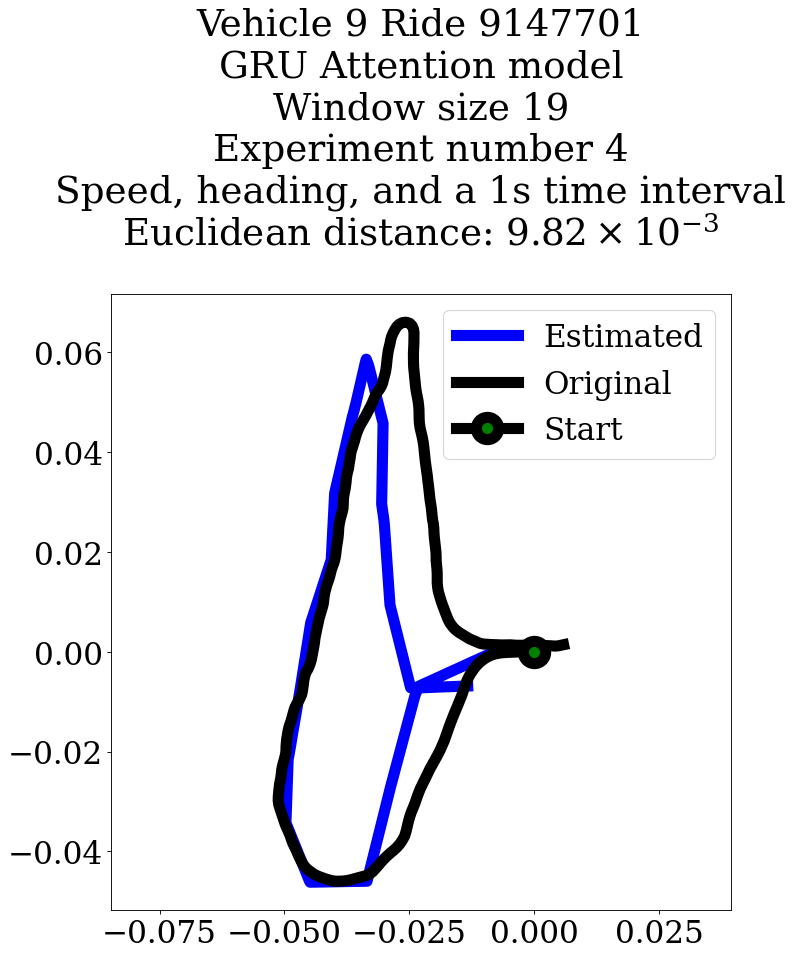 Vehicle 9 Ride 9147701
GRU Attention model
Window size 19
Experiment number 4
Speed, heading, and a 1s time interval
Euclidean distance: 9.82 × 10⁻³
Estimated
Original
Start
0.06
0.04
0.02
0.00
−0.02
−0.04
−0.075 −0.050 −0.025 0.000 0.025